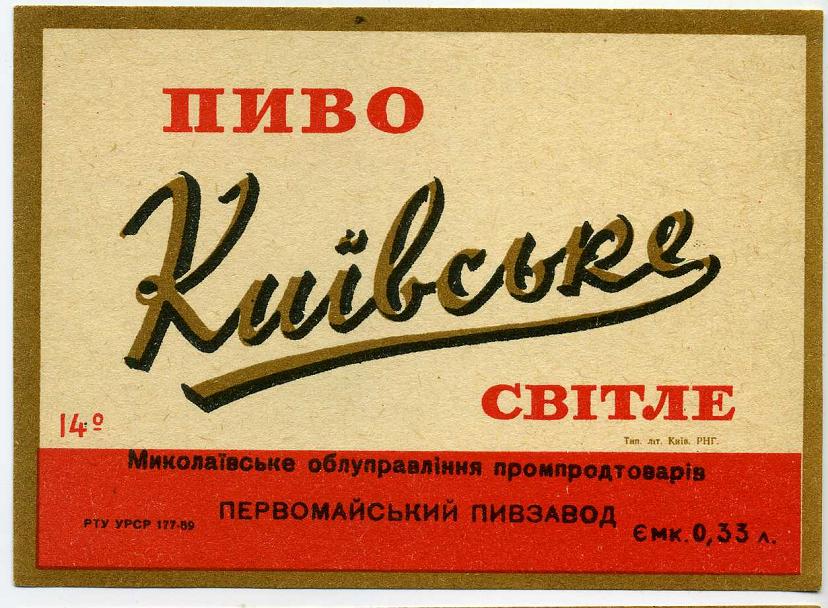 ПИВО
Київське
СВІТЛЕ
14º
Тип. літ. Київ. РНГ.
Миколаївське облуправління промпродтоварів
ПЕРВОМАЙСЬКИЙ ПИВЗАВОД
РТУ УРСР 177-59
Ємк. 0,33 л.